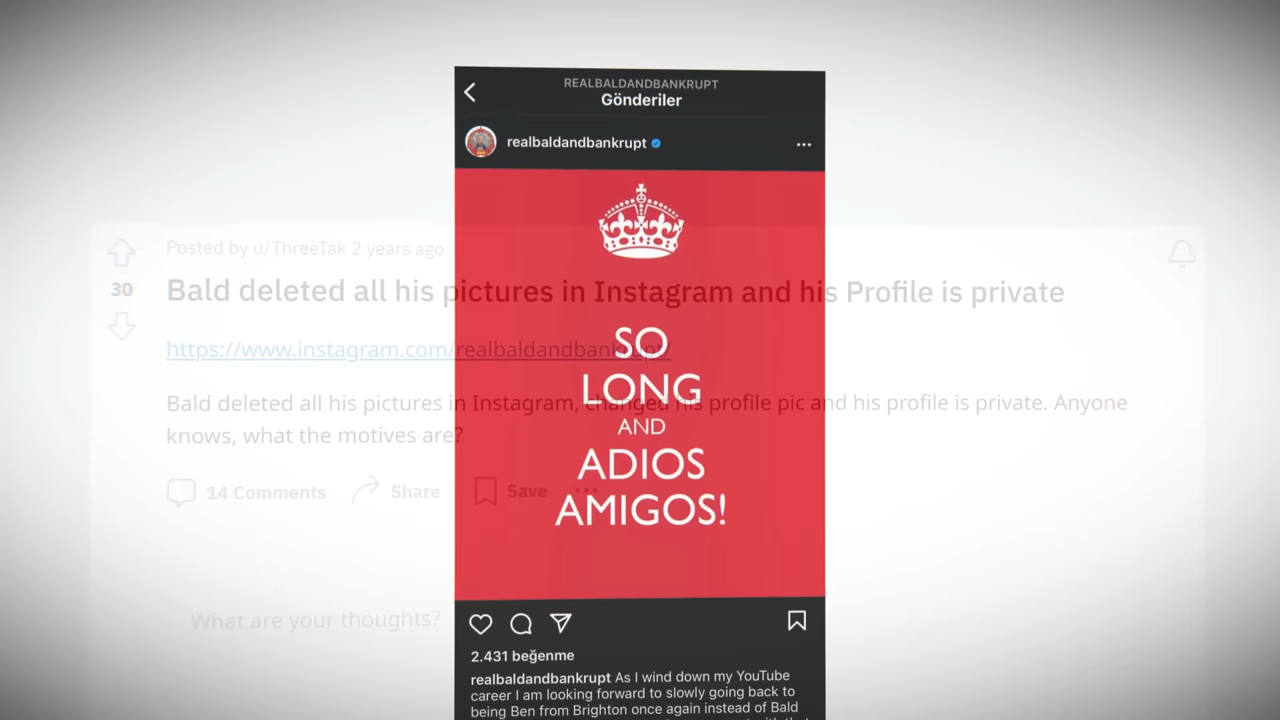 REALBALDANDBANKRUPT
Gönderiler
realbaldandbankrupt
SO
LONG
AND
ADIOS
AMIGOS!
2.431 beğenme
realbaldandbankrupt As I wind down my YouTube
career I am looking forward to slowly going back to
being Ben from Brighton once again instead of Bald
Posted by u/ThreeTak 2 years ago
30
Bald deleted all his pictures in Instagram and his Profile is private
https://www.instagram.com/realbaldandbankrupt/
Bald deleted all his pictures in Instagram, changed his profile pic and his profile is private. Anyone
knows, what the motives are?
14 Comments Share Save
What are your thoughts?